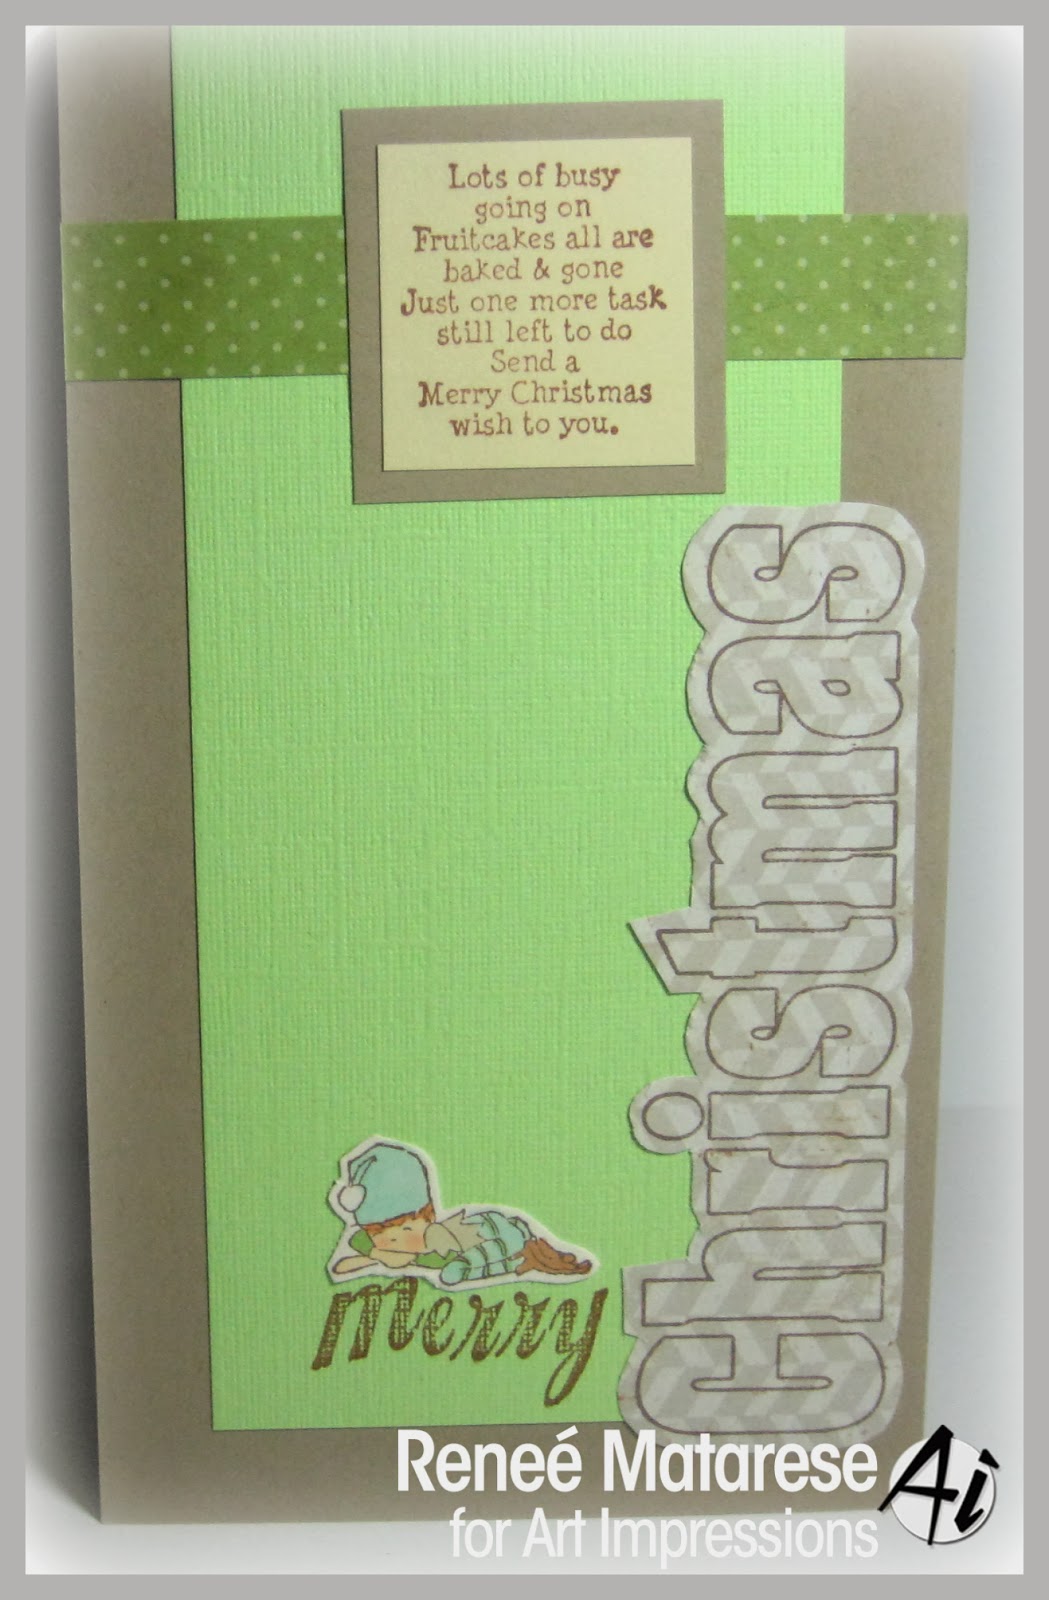 Lots of busy
going on
Fruitcakes all are
baked & gone
Just one more task
still left to do
Send a
Merry Christmas
wish to you.
merry
christmas
Reneé Matarese
for Art Impressions
Ai